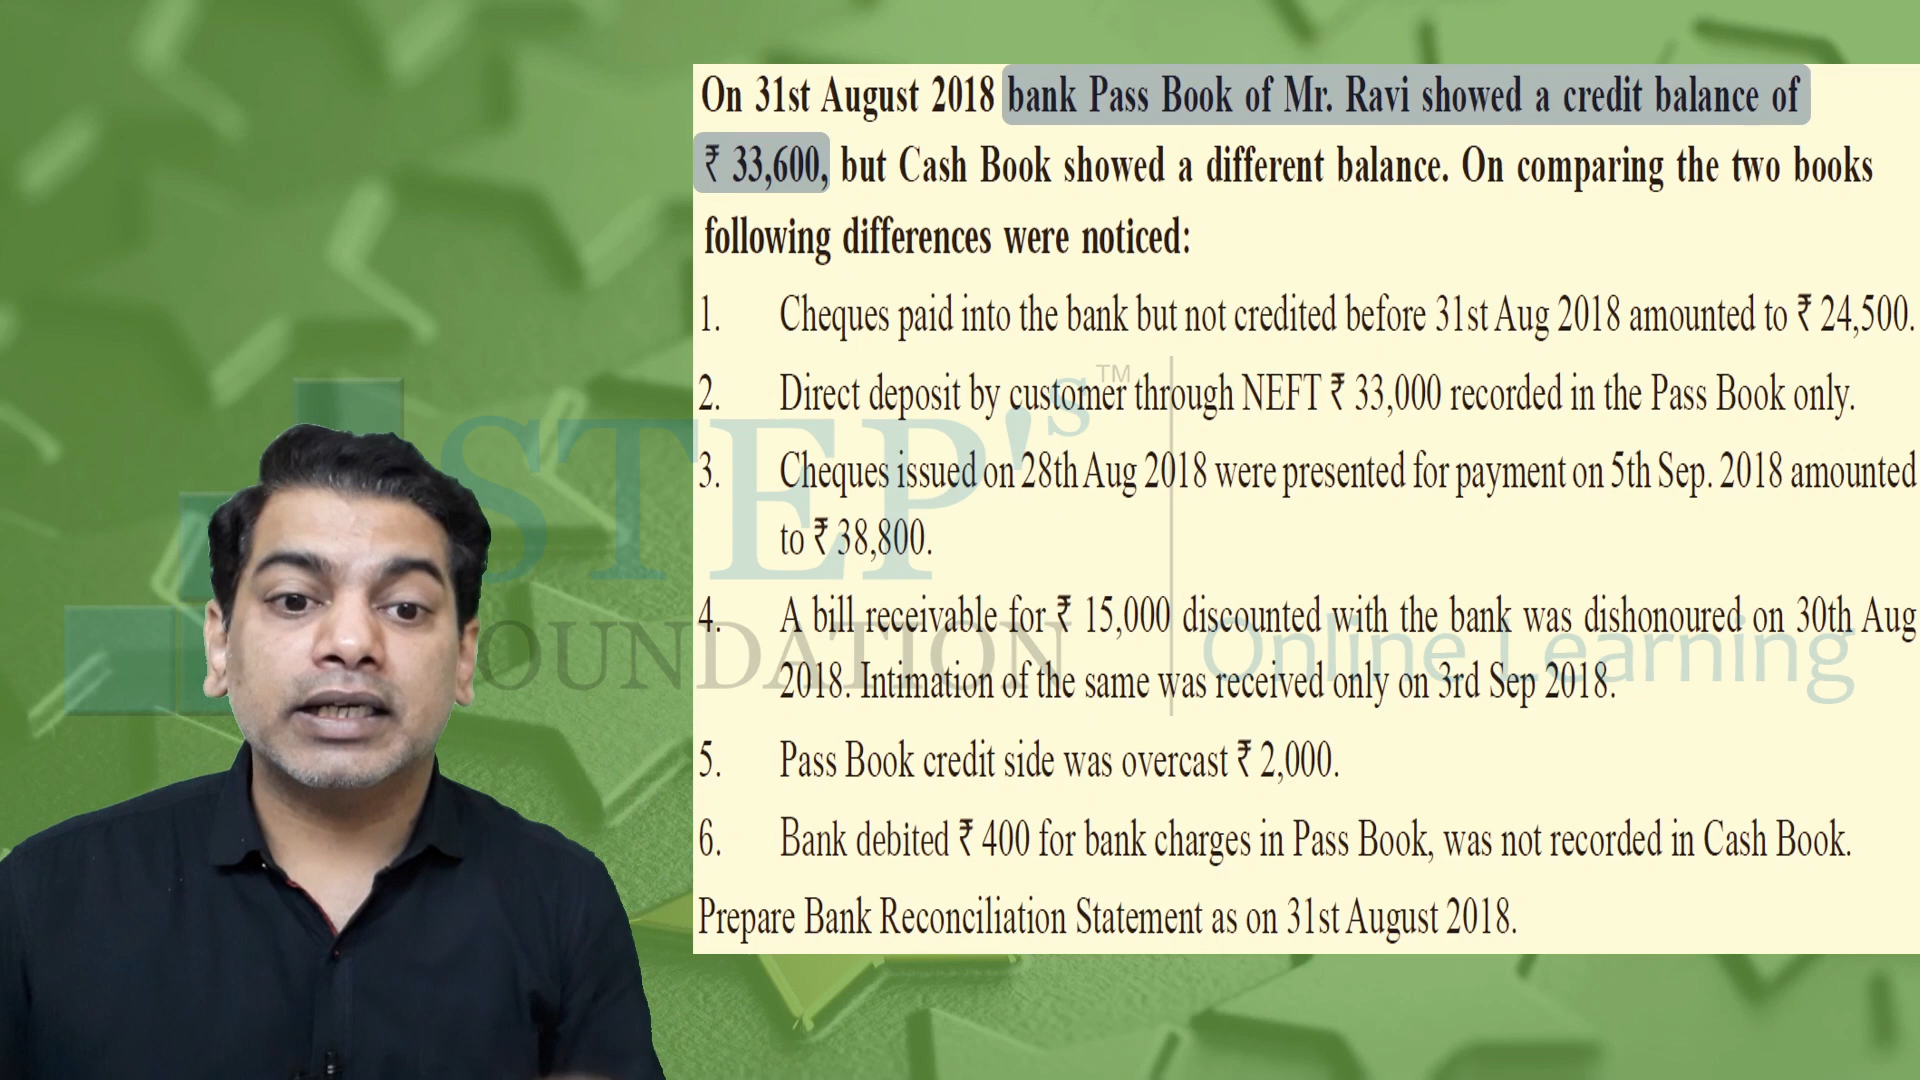 On 31st August 2018 bank Pass Book of Mr. Ravi showed a credit balance of
₹ 33,600, but Cash Book showed a different balance. On comparing the two books
following differences were noticed:
1. Cheques paid into the bank but not credited before 31st Aug 2018 amounted to ₹ 24,500.
2. Direct deposit by customer through NEFT ₹ 33,000 recorded in the Pass Book only.
3. Cheques issued on 28th Aug 2018 were presented for payment on 5th Sep. 2018 amounted
to ₹ 38,800.
4. A bill receivable for ₹ 15,000 discounted with the bank was dishonoured on 30th Aug
2018. Intimation of the same was received only on 3rd Sep 2018.
5. Pass Book credit side was overcast ₹ 2,000.
6. Bank debited ₹ 400 for bank charges in Pass Book, was not recorded in Cash Book.
Prepare Bank Reconciliation Statement as on 31st August 2018.
STEP's™
OUNDATION
Online Learning